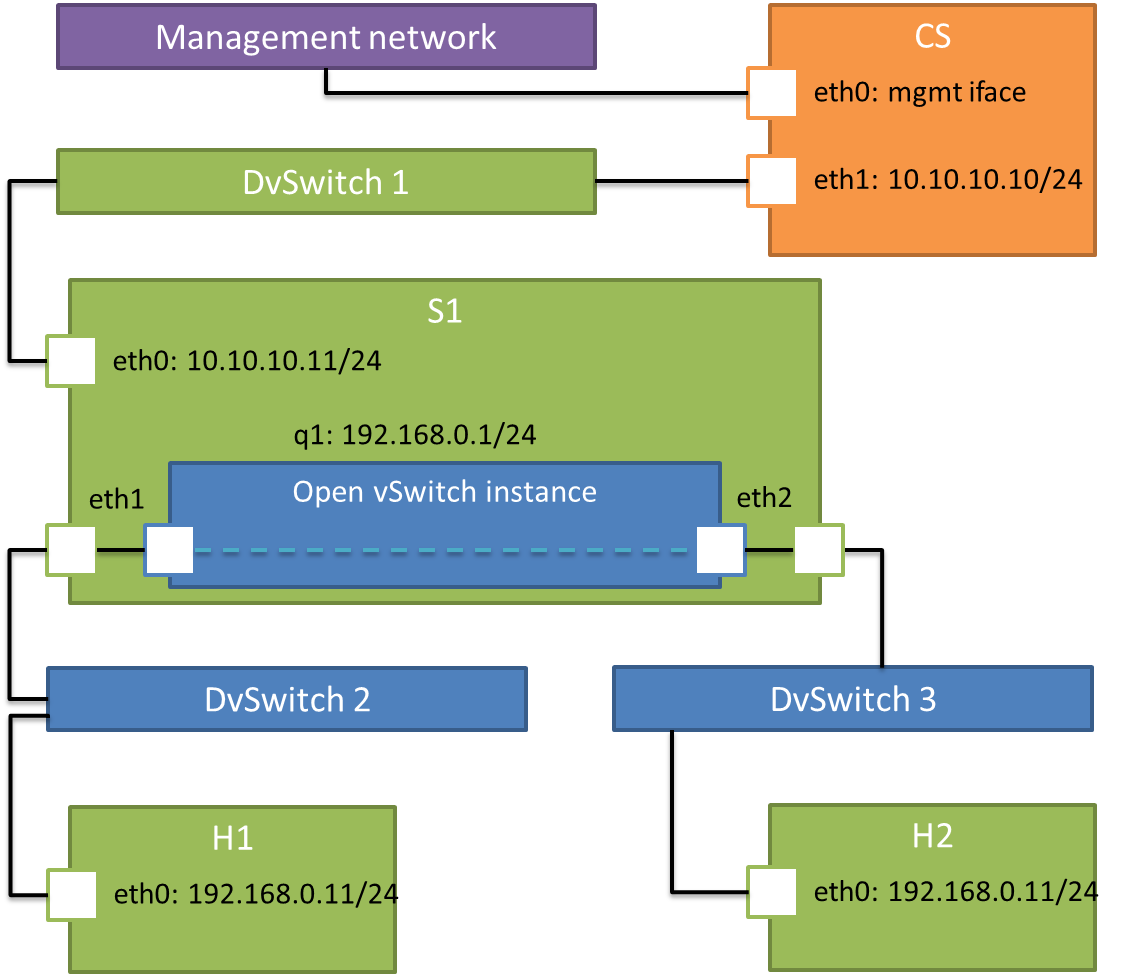 Management network
CS
eth0: mgmt iface
DvSwitch 1
eth1: 10.10.10.10/24
S1
eth0: 10.10.10.11/24
q1: 192.168.0.1/24
eth1
Open vSwitch instance
eth2
DvSwitch 2
DvSwitch 3
H1
eth0: 192.168.0.11/24
H2
eth0: 192.168.0.11/24